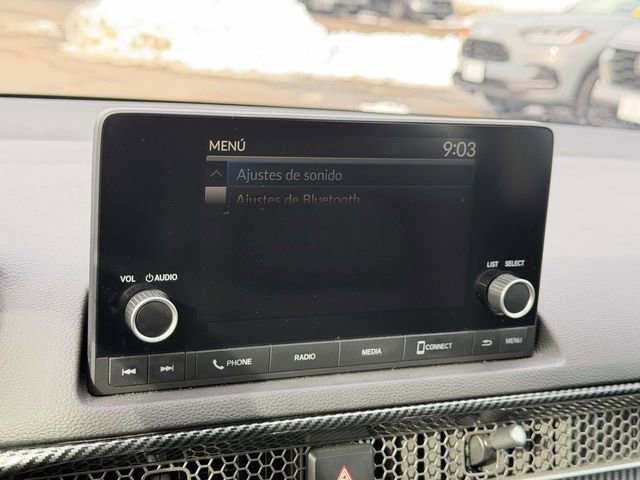 MENÚ 9:03
Ajustes de sonido
Ajustes de Bluetooth
VOL AUDIO
LIST SELECT
PHONE RADIO MEDIA CONNECT MENU